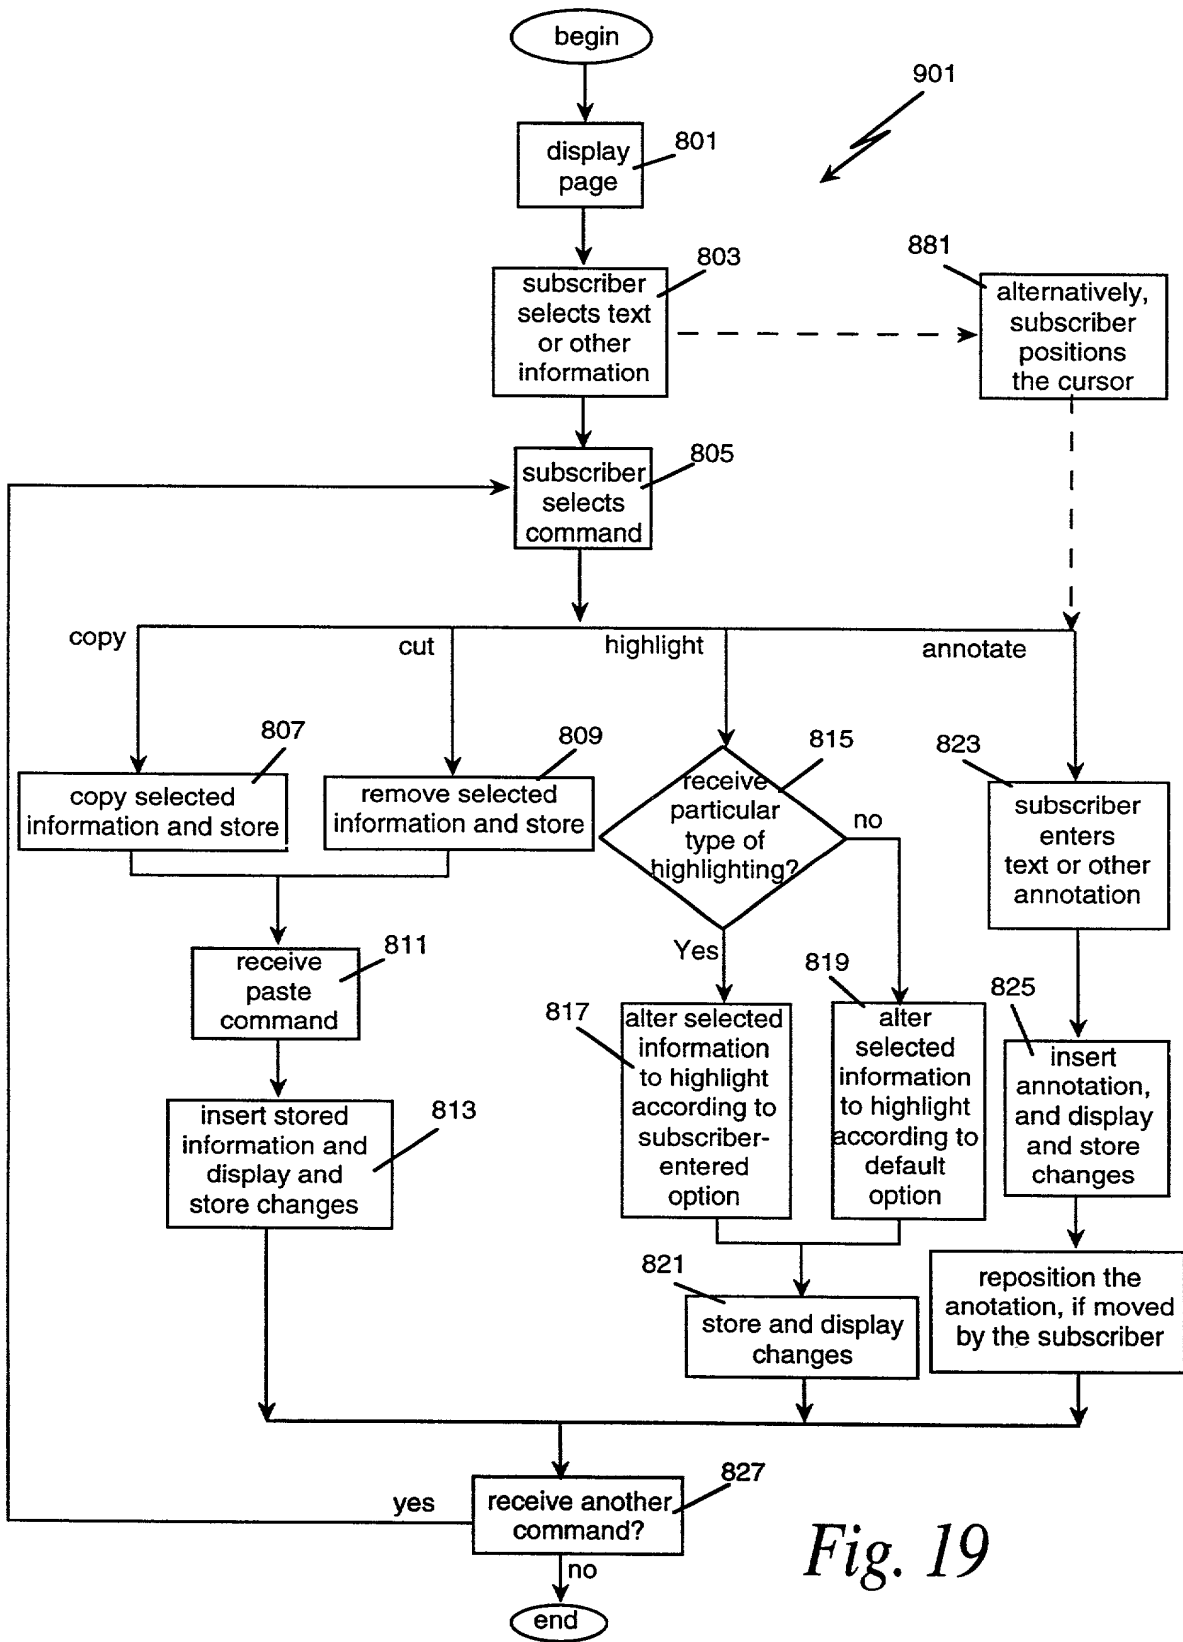 begin
901
display
page
801
subscriber
selects text
or other
information
803
881
alternatively,
subscriber
positions
the cursor
subscriber
selects
command
805
copy
cut
highlight
annotate
807
copy selected
information and store
809
remove selected
information and store
815
receive
particular
type of
highlighting?
no
Yes
823
subscriber
enters
text or other
annotation
811
receive
paste
command
817
alter selected
information
to highlight
according to
subscriber-
entered
option
819
alter
selected
information
to highlight
according to
default
option
825
insert
annotation,
and display
and store
changes
813
insert stored
information and
display and
store changes
821
store and display
changes
reposition the
anotation, if moved
by the subscriber
827
receive another
command?
yes
no
end
Fig. 19